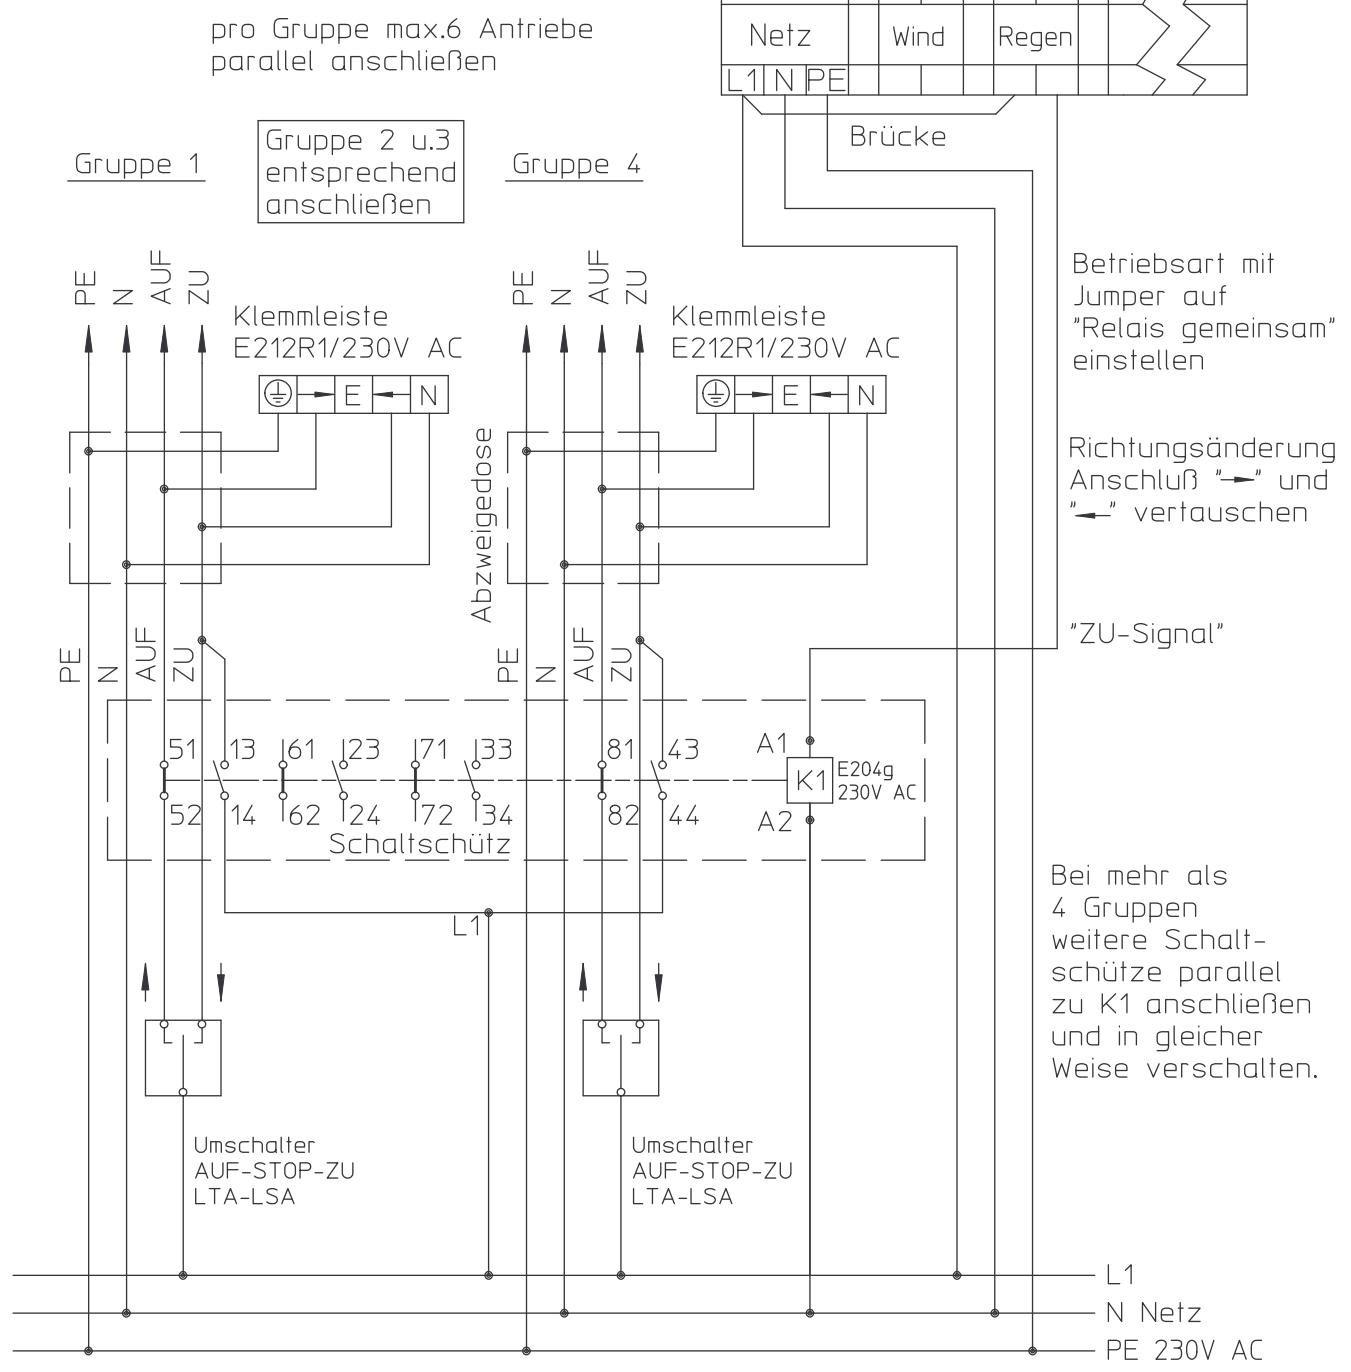 pro Gruppe max.6 Antriebe
parallel anschließen
Netz Wind Regen
L1 N PE
Brücke
Gruppe 1
Gruppe 2 u.3
entsprechend
anschließen
Gruppe 4
PE N AUF ZU
Klemmleiste
E212R1/230V AC
E N
PE N AUF ZU
Klemmleiste
E212R1/230V AC
E N
Betriebsart mit
Jumper auf
"Relais gemeinsam"
einstellen
Abzweigedose
Richtungsänderung
Anschluß "→" und
"←" vertauschen
PE N AUF ZU
PE N AUF ZU
"ZU-Signal"
51 13 61 23 71 33 81 43 A1
K1 E204g
230V AC
52 14 62 24 72 34 82 44 A2
Schaltschütz
L1
Bei mehr als
4 Gruppen
weitere Schalt-
schütze parallel
zu K1 anschließen
und in gleicher
Weise verschalten.
Umschalter
AUF-STOP-ZU
LTA-LSA
Umschalter
AUF-STOP-ZU
LTA-LSA
L1
N Netz
PE 230V AC